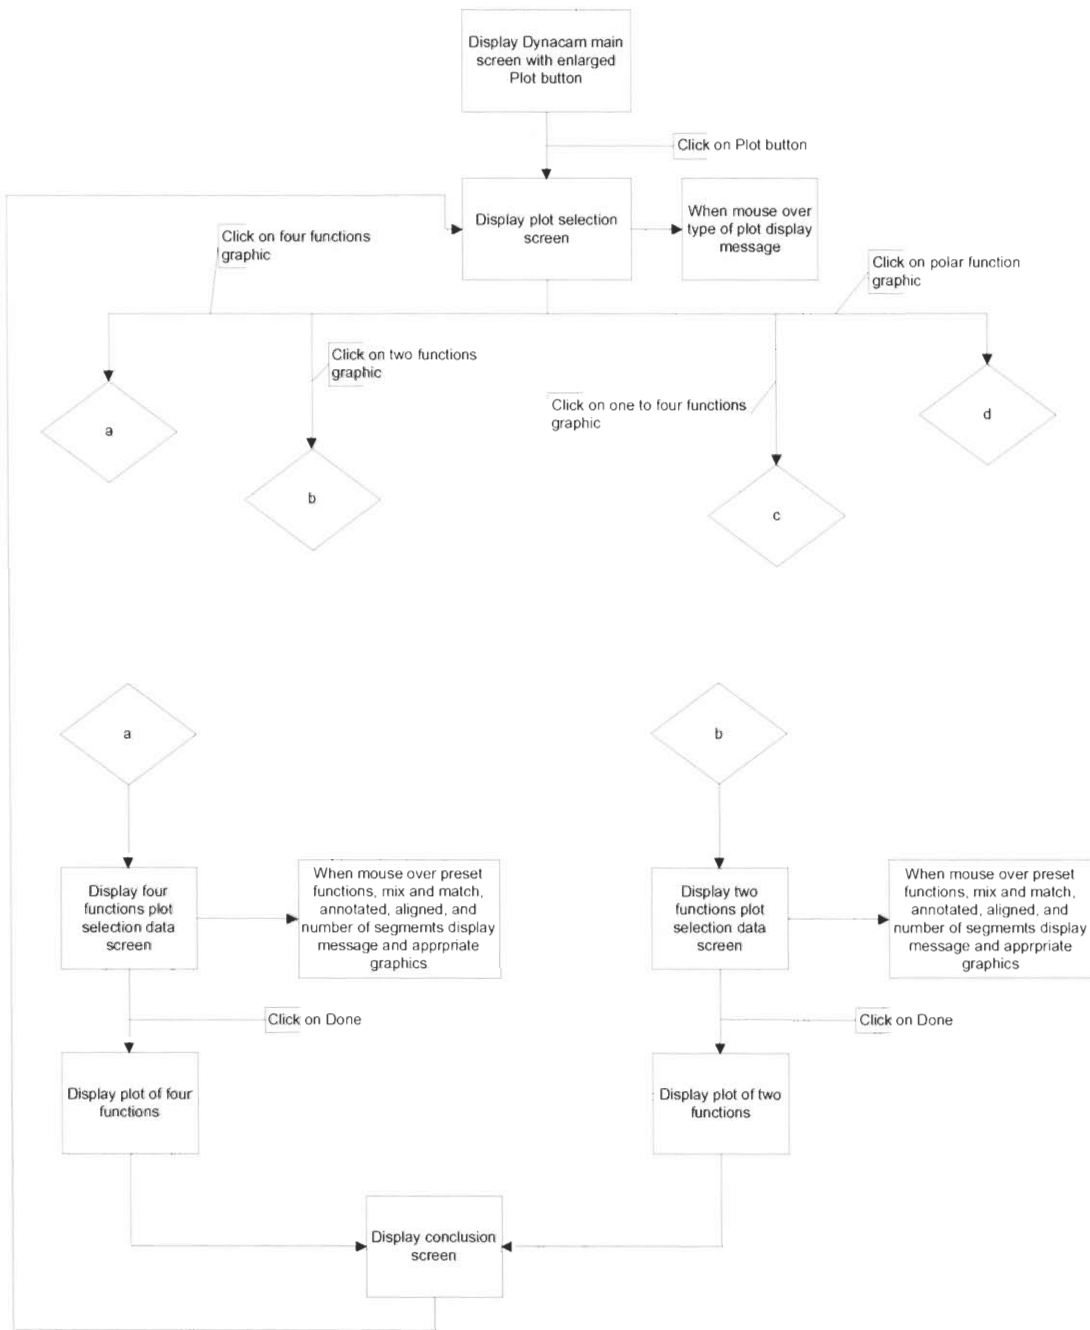 Display Dynacam main
screen with enlarged
Plot button
Click on Plot button
Display plot selection
screen
When mouse over
type of plot display
message
Click on four functions
graphic
Click on polar function
graphic
Click on two functions
graphic
Click on one to four functions
graphic
a
b
c
d
a
b
Display four
functions plot
selection data
screen
When mouse over preset
functions, mix and match,
annotated, aligned, and
number of segmemts display
message and apprpriate
graphics
Display two
functions plot
selection data
screen
When mouse over preset
functions, mix and match,
annotated, aligned, and
number of segmemts display
message and apprpriate
graphics
Click on Done
Click on Done
Display plot of four
functions
Display plot of two
functions
Display conclusion
screen